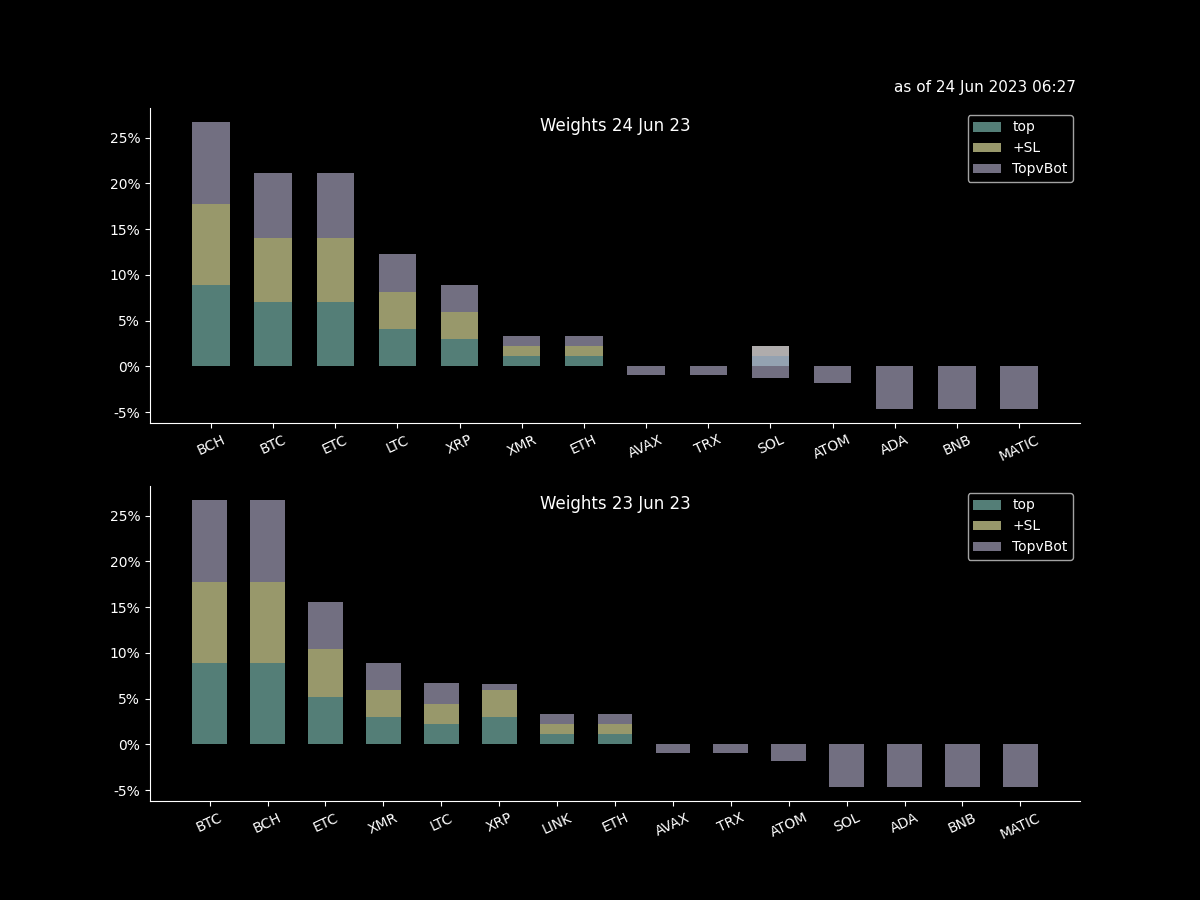 as of 24 Jun 2023 06:27
Weights 24 Jun 23
top
+SL
TopvBot
25%
20%
15%
10%
5%
0%
-5%
BCH BTC ETC LTC XRP XMR ETH AVAX TRX SOL ATOM ADA BNB MATIC
Weights 23 Jun 23
top
+SL
TopvBot
25%
20%
15%
10%
5%
0%
-5%
BTC BCH ETC XMR LTC XRP LINK ETH AVAX TRX ATOM SOL ADA BNB MATIC